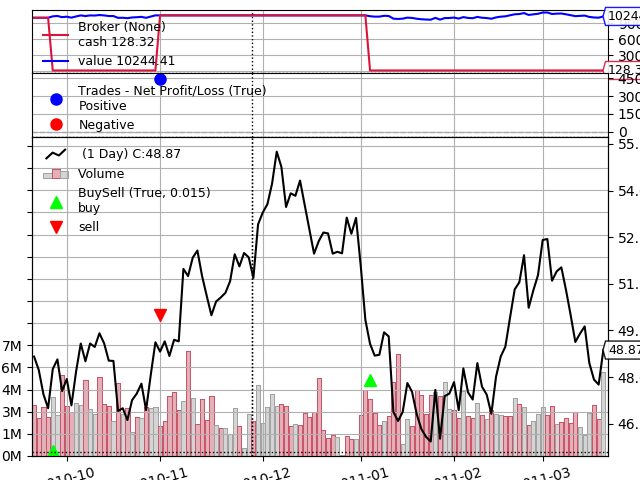 Broker (None)
cash 128.32
value 10244.41
1024
600
300
128.3
Trades - Net Profit/Loss (True)
Positive
Negative
450
300
150
0
(1 Day) C:48.87
Volume
BuySell (True, 0.015)
buy
sell
55.
54.
52.
51.
49.
48.87
48.
46.
7M
6M
4M
3M
1M
0M
010-10
010-11
010-12
011-01
011-02
011-03